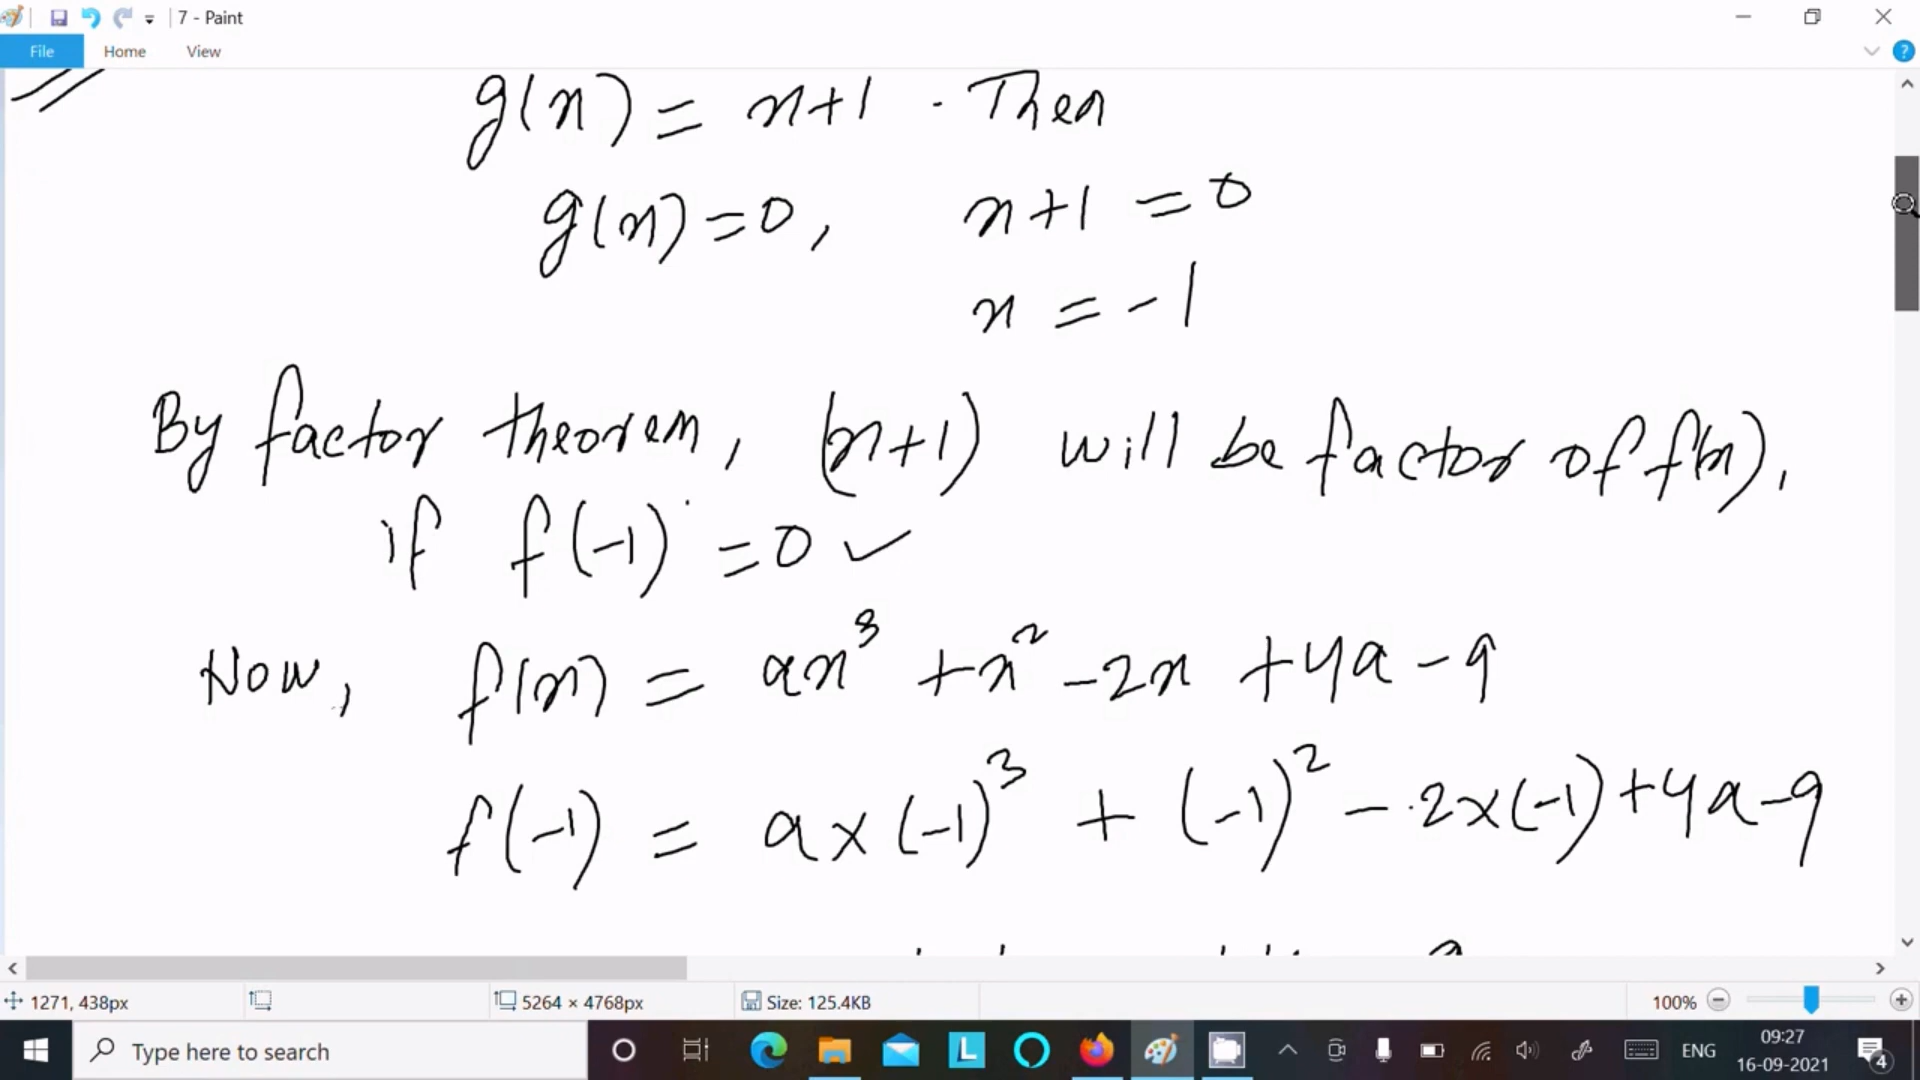 7 - Paint
File Home View
g(x) = x+1 . Then
g(x) = 0, x+1 = 0
x = -1
By factor theorem, (x+1) will be factor of f(x),
if f(-1) = 0 ✓
Now, f(x) = ax³ + x² - 2x + 4a - 9
f(-1) = a × (-1)³ + (-1)² - 2 × (-1) + 4a - 9
1271, 438px 5264 × 4768px Size: 125.4KB 100%
Type here to search ENG 09:27
16-09-2021 4